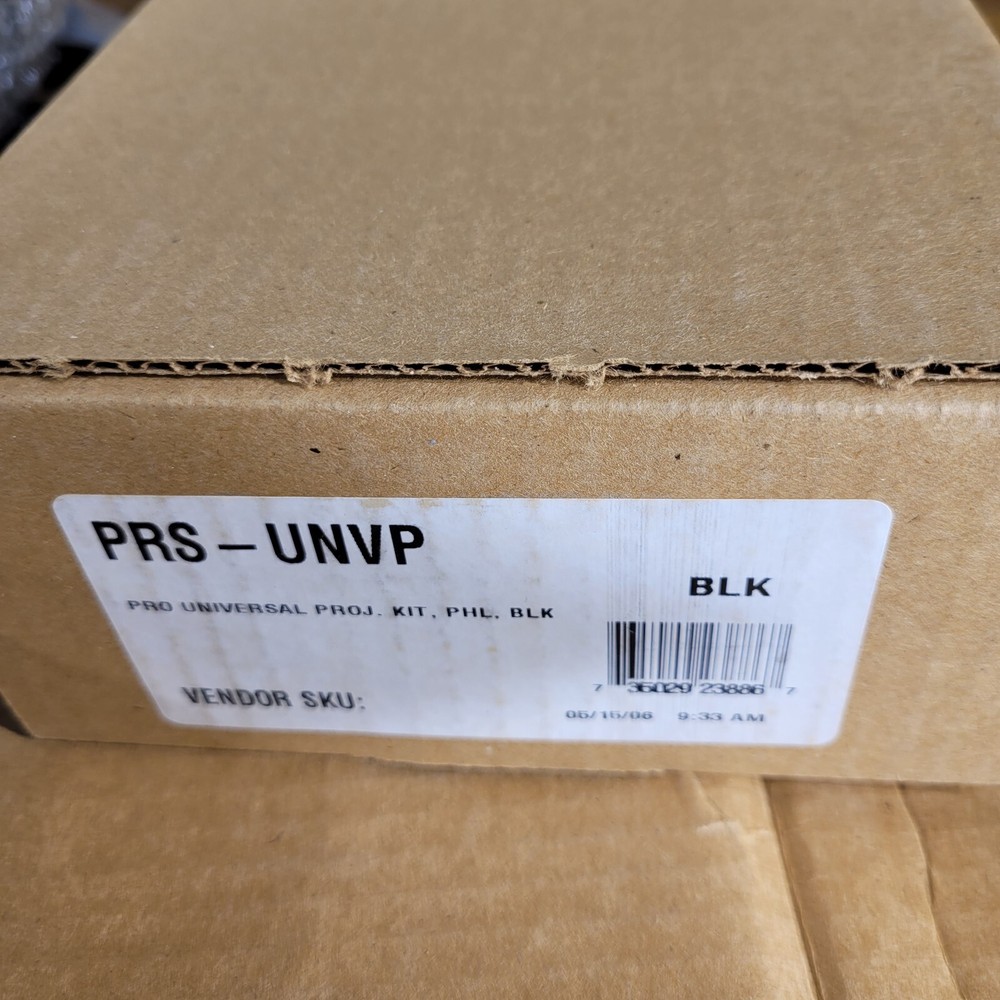 PRS-UNVP
BLK
PRO UNIVERSAL PROJ. KIT, PHL, BLK
7 35029 23886 7
VENDOR SKU:
05/15/06 9:33 AM